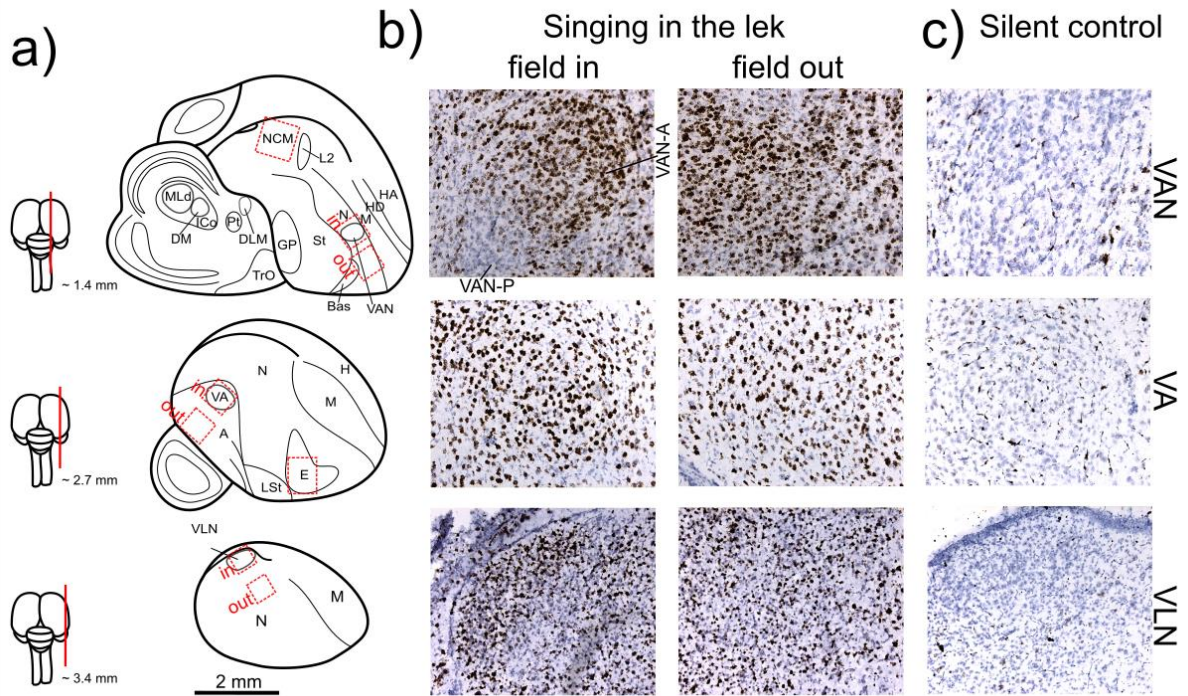 a)
b)
c)
Singing in the lek
Silent control
field in
field out
NCM
L2
MLd
ICo
Pt
DM
DLM
GP
St
TrO
N
M
HD
HA
in
out
Bas
VAN
~ 1.4 mm
VAN-A
VAN-P
VAN
N
H
M
VA
in
out
A
E
LSt
~ 2.7 mm
VA
VLN
in
out
N
M
~ 3.4 mm
2 mm
VLN